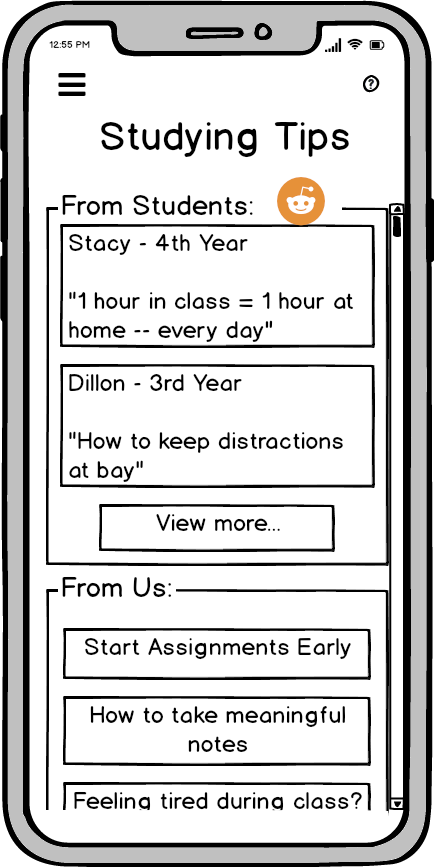 12:55 PM
?
Studying Tips
From Students:
Stacy - 4th Year
"1 hour in class = 1 hour at
home -- every day"
Dillon - 3rd Year
"How to keep distractions
at bay"
View more...
From Us:
Start Assignments Early
How to take meaningful
notes
Feeling tired during class?